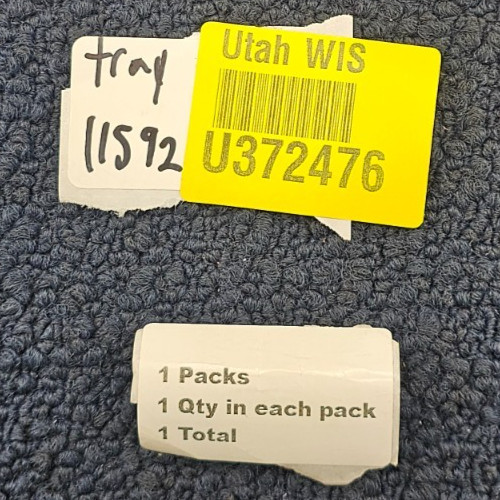 tray
11592
Utah WIS
U372476
1 Packs
1 Qty in each pack
1 Total